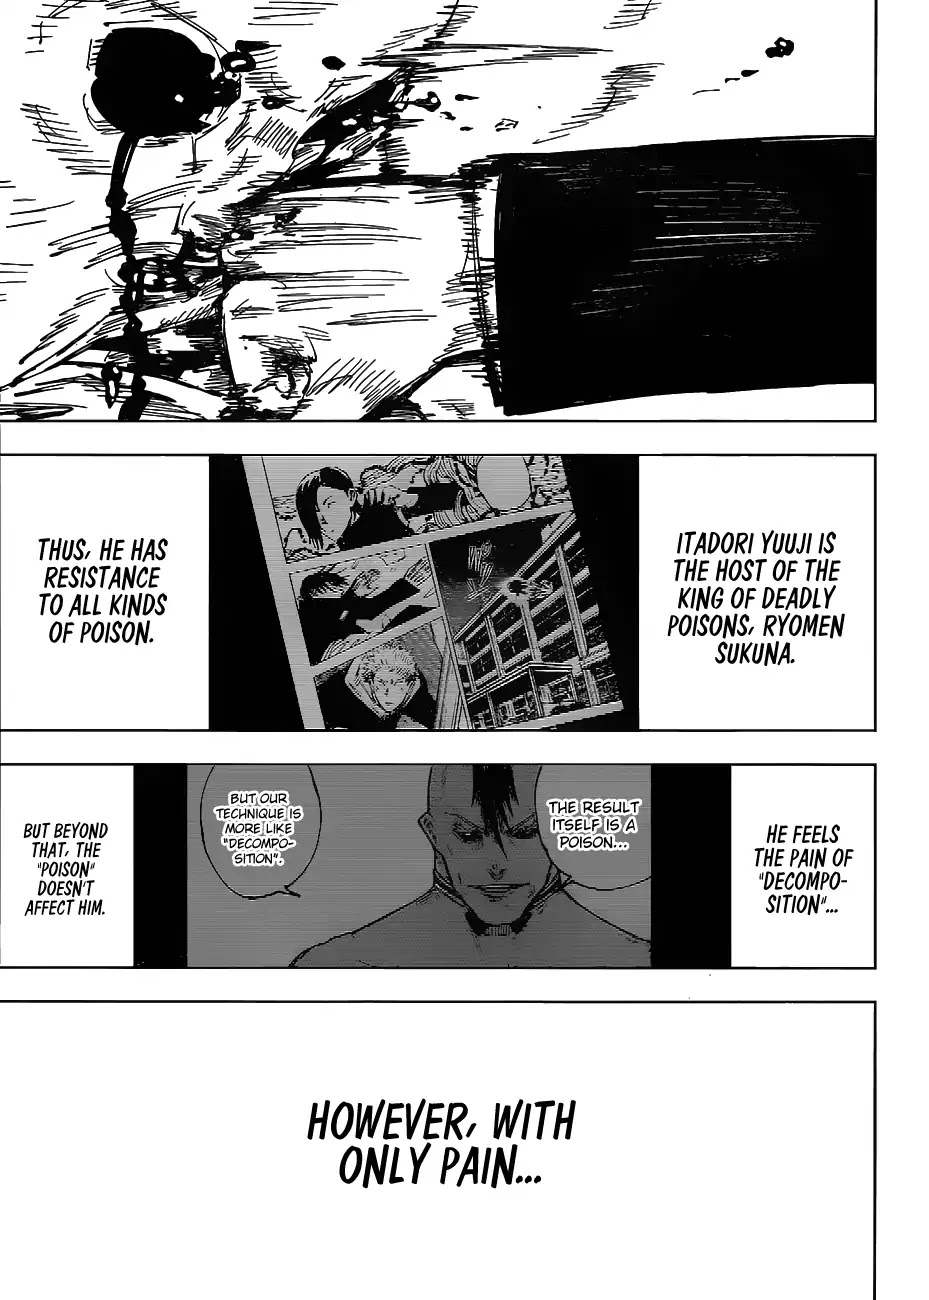 ITADORI YUUJI IS
THE HOST OF THE
KING OF DEADLY
POISONS, RYOMEN
SUKUNA.
THUS, HE HAS
RESISTANCE
TO ALL KINDS
OF POISON.
HE FEELS
THE PAIN OF
"DECOMPO-
SITION"...
THE RESULT
ITSELF IS A
POISON...
BUT OUR
TECHNIQUE IS
MORE LIKE
"DECOMPO-
SITION".
BUT BEYOND
THAT, THE
"POISON"
DOESN'T
AFFECT HIM.
HOWEVER, WITH
ONLY PAIN...